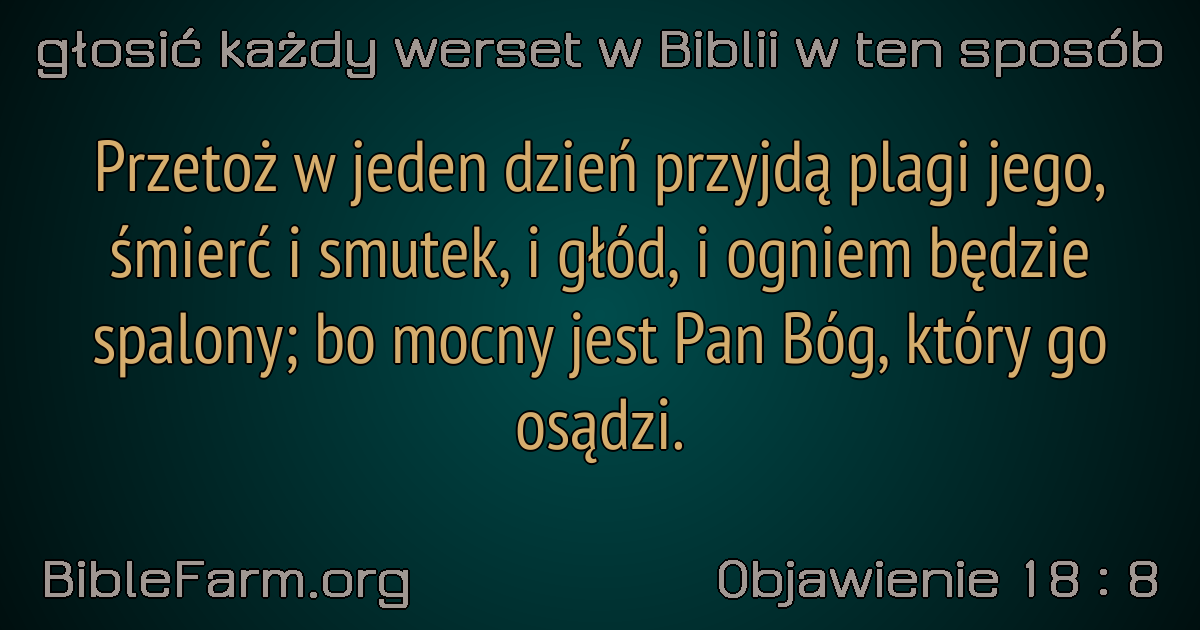 głosić każdy werset w Biblii w ten sposób
Przetoż w jeden dzień przyjdą plagi jego,
śmierć i smutek, i głód, i ogniem będzie
spalony; bo mocny jest Pan Bóg, który go
osądzi.
BibleFarm.org
Objawienie 18 : 8